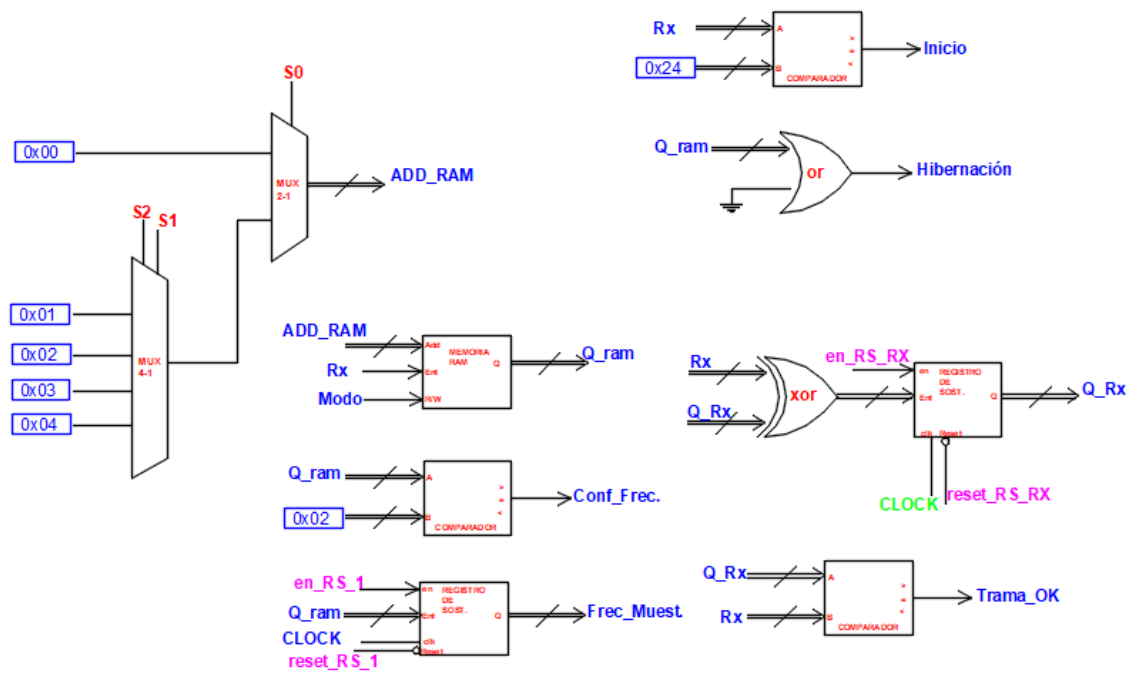 S0
0x00
MUX
2-1
ADD_RAM
S2
S1
0x01
0x02
0x03
0x04
MUX
4-1
Rx
0x24
A
B
>
=
<
COMPARADOR
Inicio
Q_ram
or
Hibernación
ADD_RAM
Rx
Modo
Add
Ent
R/W
MEMORIA
RAM
Q
Q_ram
Rx
Q_Rx
xor
en_RS_RX
en
Ent
REGISTRO
DE
SOST.
Q
clk
Reset
Q_Rx
CLOCK
reset_RS_RX
Q_ram
0x02
A
B
>
=
<
COMPARADOR
Conf_Frec.
en_RS_1
Q_ram
CLOCK
reset_RS_1
en
Ent
clk
Reset
REGISTRO
DE
SOST.
Q
Frec_Muest.
Q_Rx
Rx
A
B
>
=
<
COMPARADOR
Trama_OK